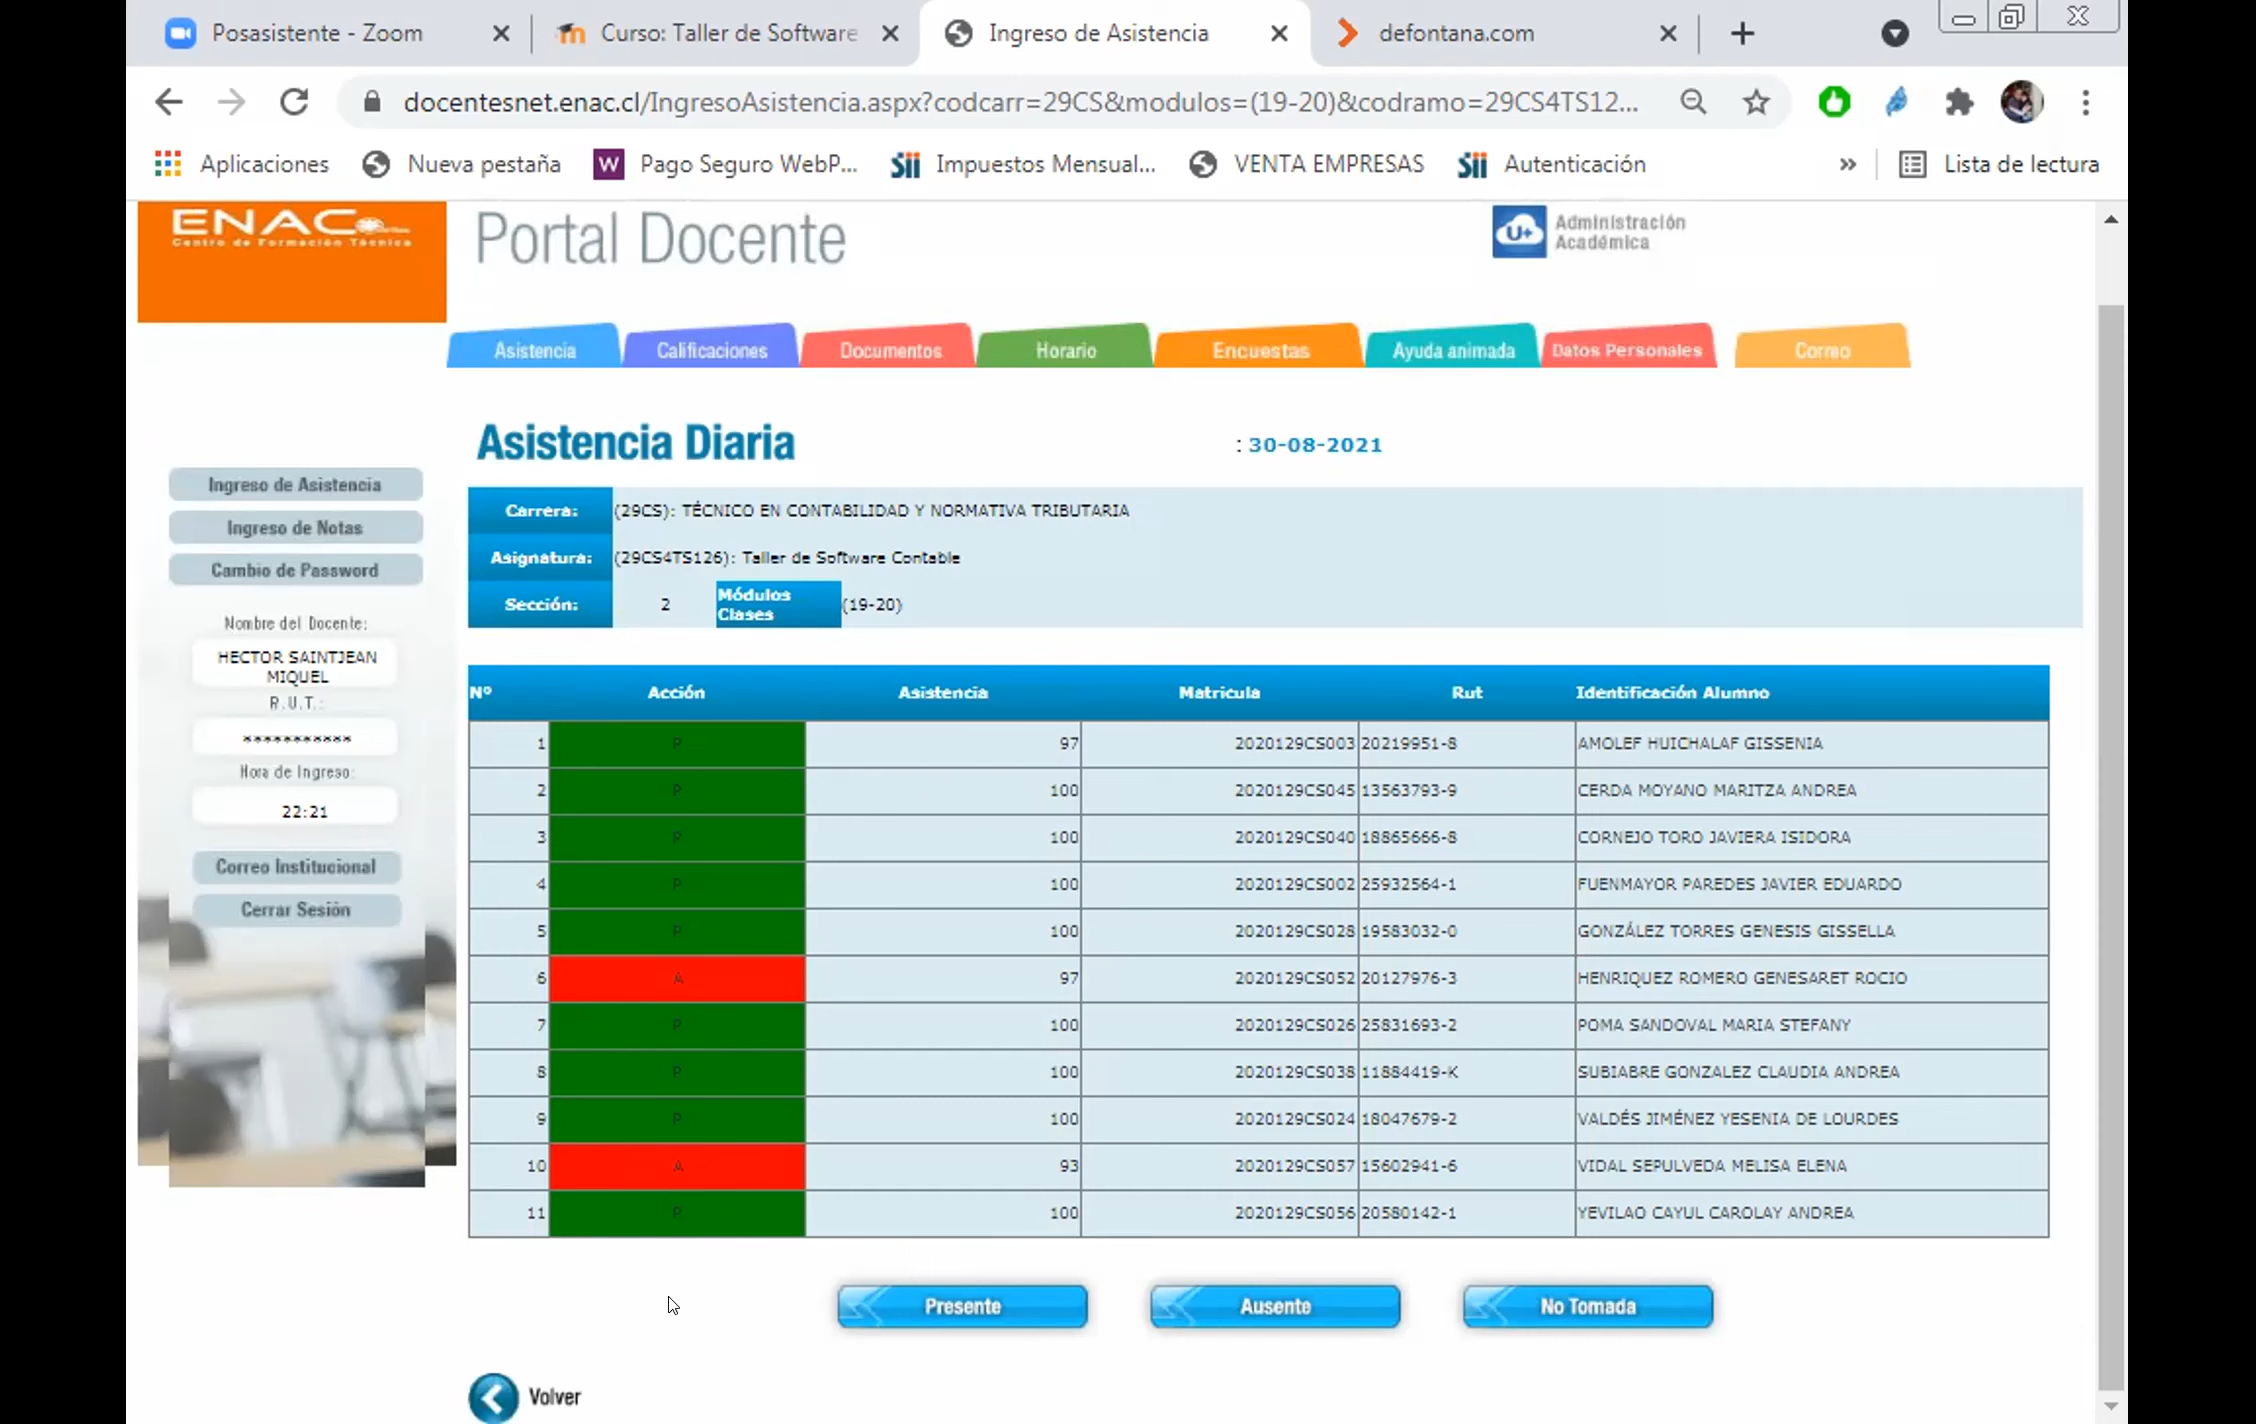 Posasistente - Zoom
Curso: Taller de Software
Ingreso de Asistencia
defontana.com
docentesnet.enac.cl/IngresoAsistencia.aspx?codcarr=29CS&modulos=(19-20)&codramo=29CS4TS12...
Aplicaciones
Nueva pestaña
W
Pago Seguro WebP...
Sii
Impuestos Mensual...
VENTA EMPRESAS
Sii
Autenticación
»
Lista de lectura
ENAC
Centro de Formación Técnica
Portal Docente
U+
Administración
Académica
Asistencia
Calificaciones
Documentos
Horario
Encuestas
Ayuda animada
Datos Personales
Correo
Asistencia Diaria
: 30-08-2021
Ingreso de Asistencia
Ingreso de Notas
Cambio de Password
Nombre del Docente:
HECTOR SAINTJEAN
MIQUEL
R.U.T.:
***********
Hora de Ingreso:
22:21
Correo Institucional
Cerrar Sesión
Carrera: (29CS): TÉCNICO EN CONTABILIDAD Y NORMATIVA TRIBUTARIA
Asignatura: (29CS4TS126): Taller de Software Contable
Sección: 2 Módulos Clases (19-20)
Nº Acción Asistencia Matricula Rut Identificación Alumno
1 P 97 2020129CS003 20219951-8 AMOLEF HUICHALAF GISSENIA
2 P 100 2020129CS045 13563793-9 CERDA MOYANO MARITZA ANDREA
3 P 100 2020129CS040 18865666-8 CORNEJO TORO JAVIERA ISIDORA
4 P 100 2020129CS002 25932564-1 FUENMAYOR PAREDES JAVIER EDUARDO
5 P 100 2020129CS028 19583032-0 GONZÁLEZ TORRES GENESIS GISSELLA
6 A 97 2020129CS052 20127976-3 HENRIQUEZ ROMERO GENESARET ROCIO
7 P 100 2020129CS026 25831693-2 POMA SANDOVAL MARIA STEFANY
8 P 100 2020129CS038 11884419-K SUBIABRE GONZALEZ CLAUDIA ANDREA
9 P 100 2020129CS024 18047679-2 VALDÉS JIMÉNEZ YESENIA DE LOURDES
10 A 93 2020129CS057 15602941-6 VIDAL SEPULVEDA MELISA ELENA
11 P 100 2020129CS056 20580142-1 YEVILAO CAYUL CAROLAY ANDREA
Presente
Ausente
No Tomada
Volver